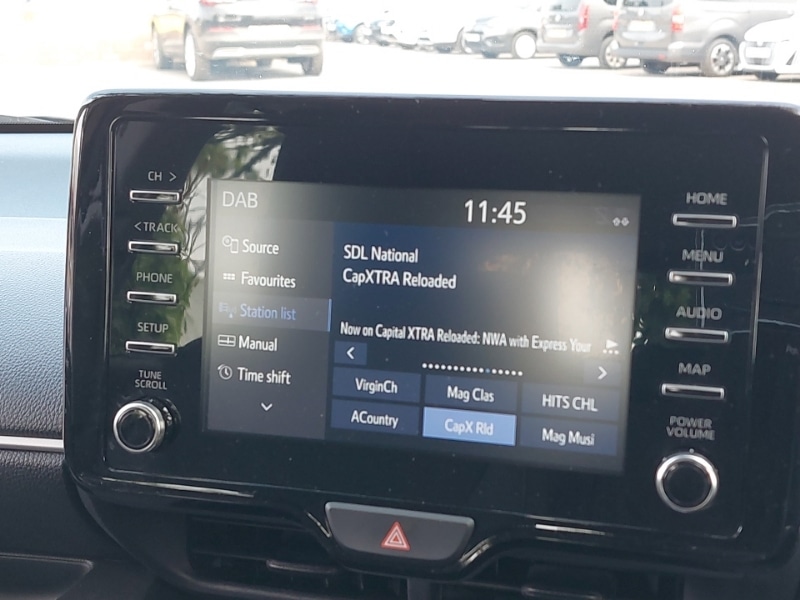 CH >
< TRACK
PHONE
SETUP
TUNE
SCROLL
DAB
11:45
Source
Favourites
Station list
Manual
Time shift
SDL National
CapXTRA Reloaded
Now on Capital XTRA Reloaded: NWA with Express Your
VirginCh
Mag Clas
HITS CHL
ACountry
CapX Rld
Mag Musi
HOME
MENU
AUDIO
MAP
POWER
VOLUME